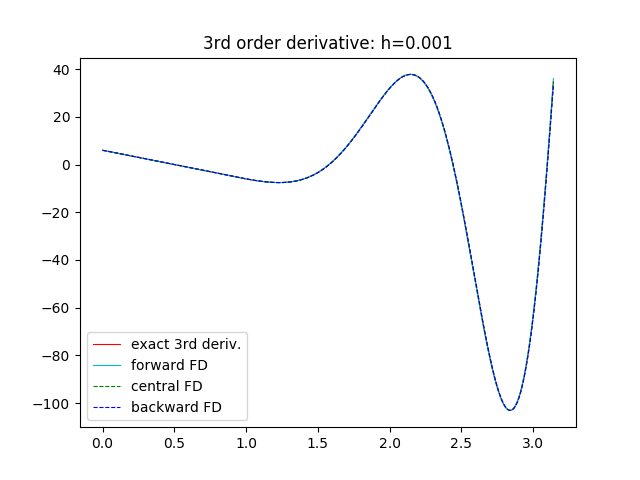 3rd order derivative: h=0.001
40
20
0
−20
−40
−60
−80
−100
exact 3rd deriv.
forward FD
central FD
backward FD
0.0 0.5 1.0 1.5 2.0 2.5 3.0